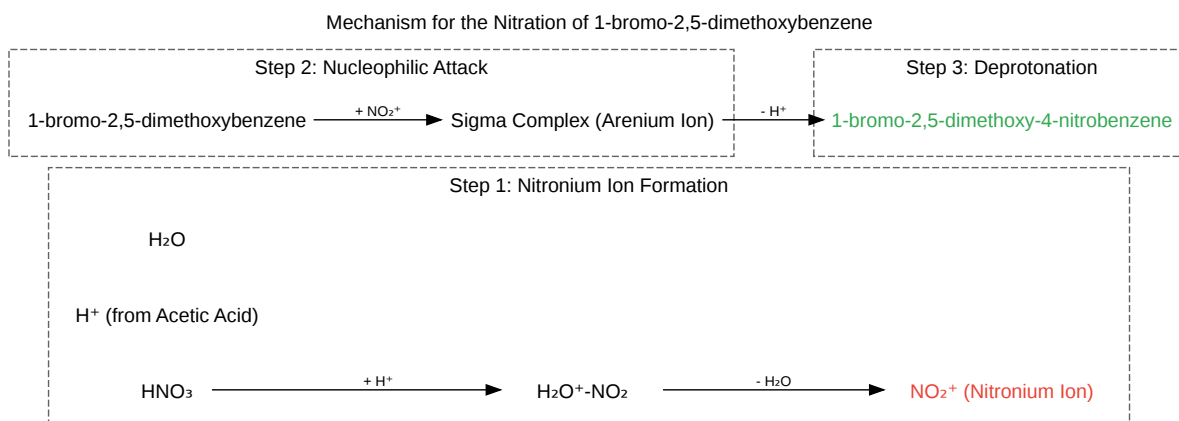 Mechanism for the Nitration of 1-bromo-2,5-dimethoxybenzene
Step 2: Nucleophilic Attack
1-bromo-2,5-dimethoxybenzene
+ NO₂⁺
Sigma Complex (Arenium Ion)
- H⁺
Step 3: Deprotonation
1-bromo-2,5-dimethoxy-4-nitrobenzene
Step 1: Nitronium Ion Formation
H₂O
H⁺ (from Acetic Acid)
HNO₃
+ H⁺
H₂O⁺-NO₂
- H₂O
NO₂⁺ (Nitronium Ion)